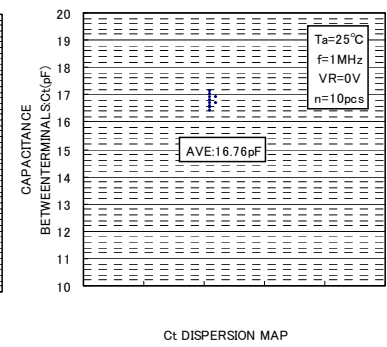 CAPACITANCE
BETWEENTERMINALS:Ct(pF)
20
19
18
17
16
15
14
13
12
11
10
Ta=25°C
f=1MHz
VR=0V
n=10pcs
AVE:16.76pF
Ct DISPERSION MAP